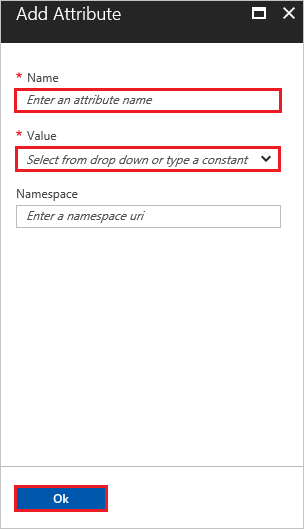 Add Attribute
* Name
Enter an attribute name
* Value
Select from drop down or type a constant
Namespace
Enter a namespace uri
Ok